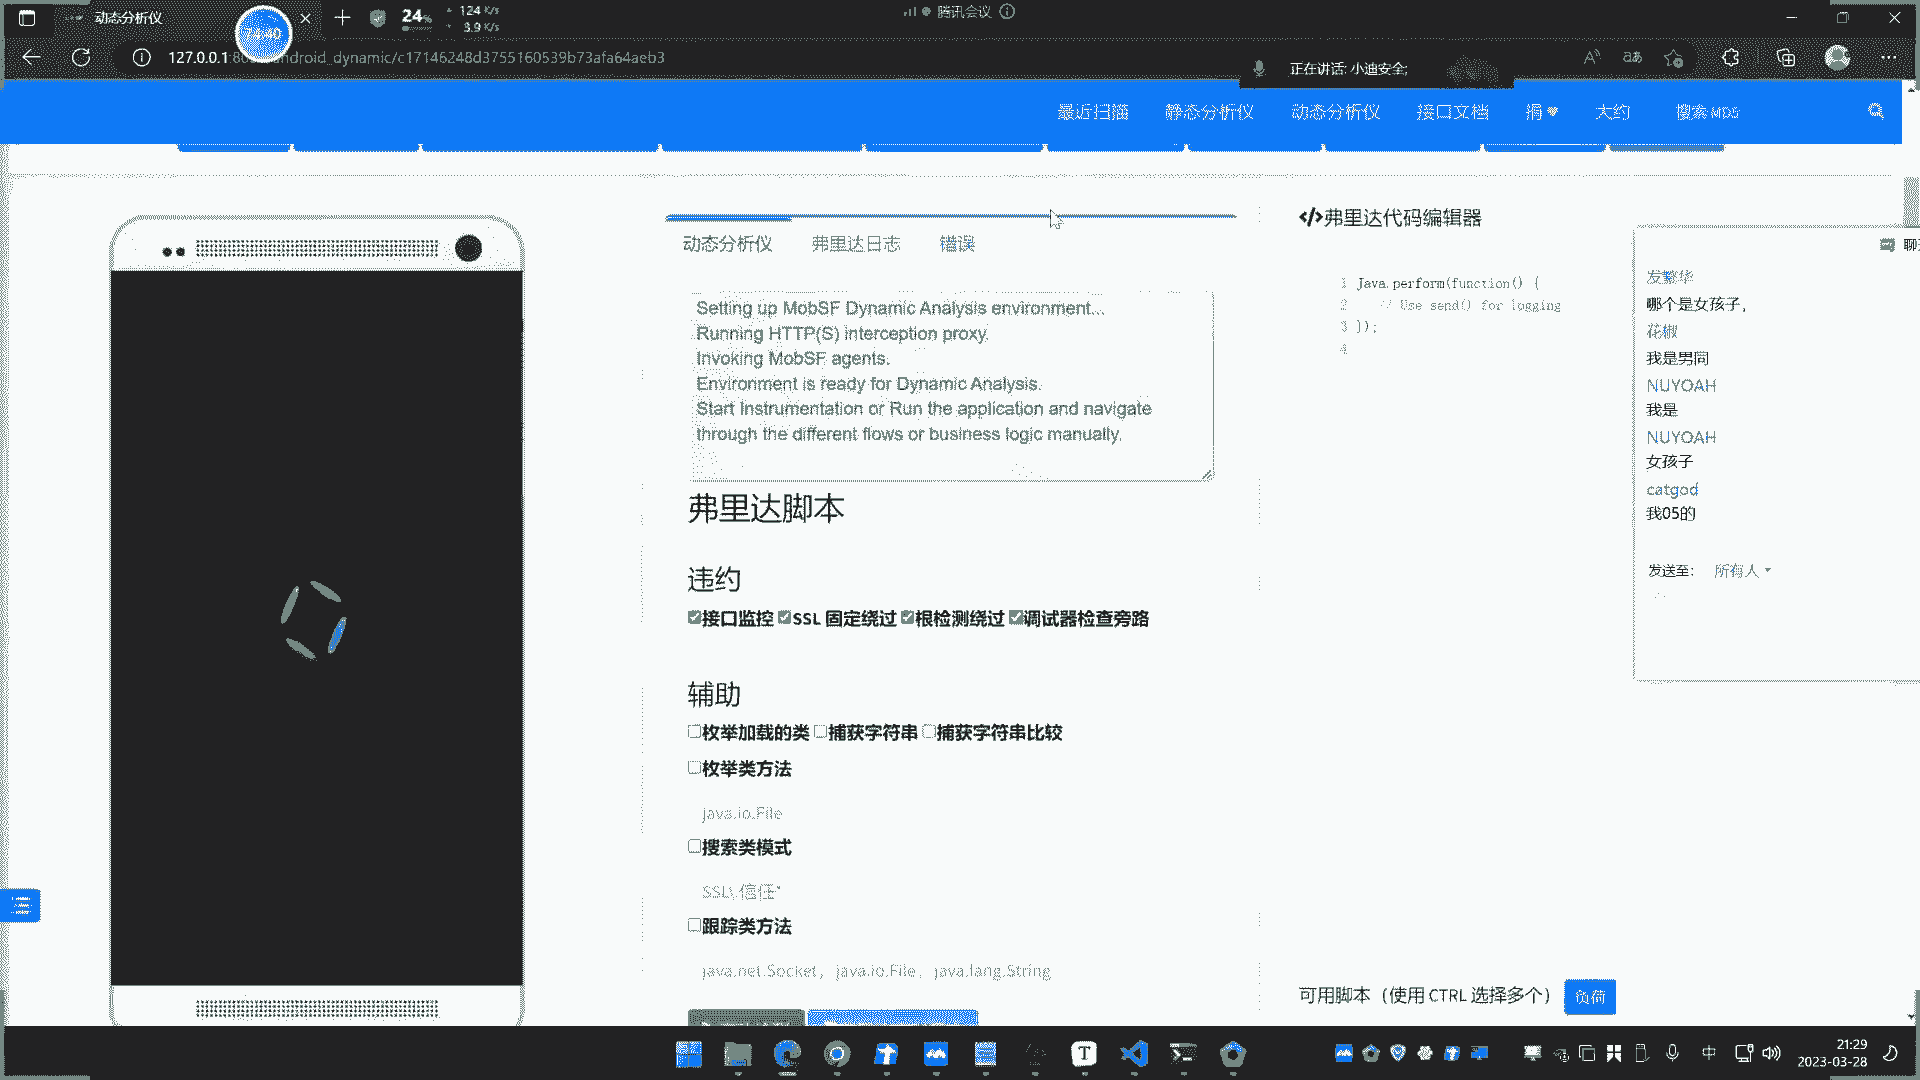 动态分析仪
24%
124 K/s
3.9 K/s
腾讯会议
74:40
127.0.0.1
android_dynamic/c17146248d3755160539b73afa64aeb3
正在讲话: 小迪安全;
最近扫描 静态分析仪 动态分析仪 接口文档 捐 ♥ 大约 搜索 MD5
动态分析仪 弗里达日志 错误
Setting up MobSF Dynamic Analysis environment...
Running HTTP(S) interception proxy.
Invoking MobSF agents.
Environment is ready for Dynamic Analysis.
Start Instrumentation or Run the application and navigate
through the different flows or business logic manually.
弗里达脚本
违约
接口监控 SSL 固定绕过 根检测绕过 调试器检查旁路
辅助
枚举加载的类 捕获字符串 捕获字符串比较
枚举类方法
java.io.File
搜索类模式
SSL\.信任*
跟踪类方法
java.net.Socket，java.io.File，java.lang.String
</>弗里达代码编辑器
1 Java.perform(function() {
2 // Use send() for logging
3 });
4
可用脚本（使用 CTRL 选择多个） 负荷
发繁华
哪个是女孩子，
花椒
我是男同
NUYOAH
我是
NUYOAH
女孩子
catgod
我05的
发送至： 所有人
中
21:29
2023-03-28